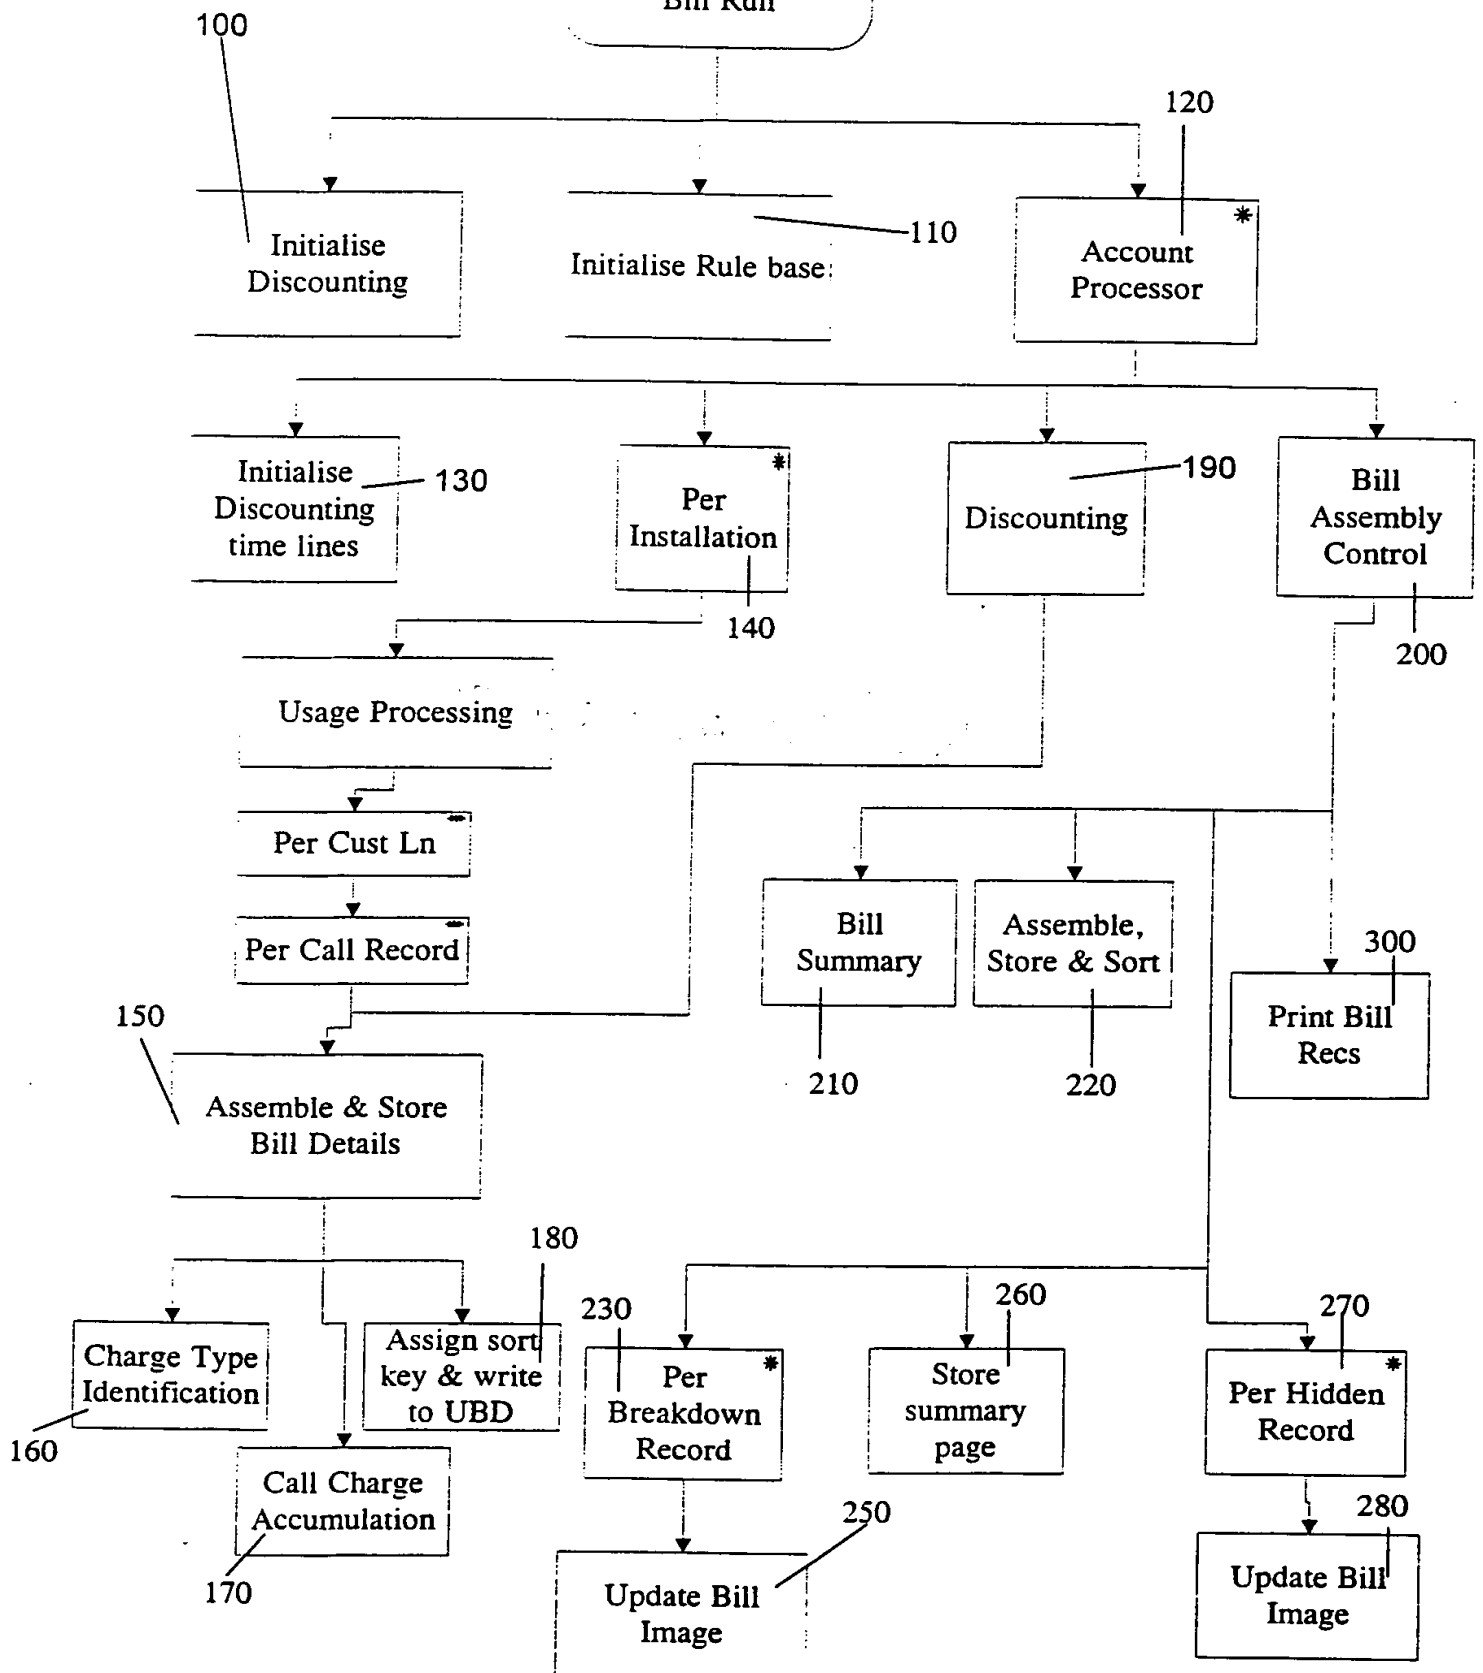 Bill Run
100
120
Initialise
Discounting
110
Initialise Rule base
*
Account
Processor
Initialise
Discounting
time lines
130
*
Per
Installation
140
190
Discounting
Bill
Assembly
Control
200
Usage Processing
Per Cust Ln
Per Call Record
150
Assemble & Store
Bill Details
Bill
Summary
210
Assemble,
Store & Sort
220
300
Print Bill
Recs
180
Charge Type
Identification
160
Assign sort
key & write
to UBD
Call Charge
Accumulation
170
230
*
Per
Breakdown
Record
260
Store
summary
page
270
*
Per Hidden
Record
250
Update Bill
Image
280
Update Bill
Image